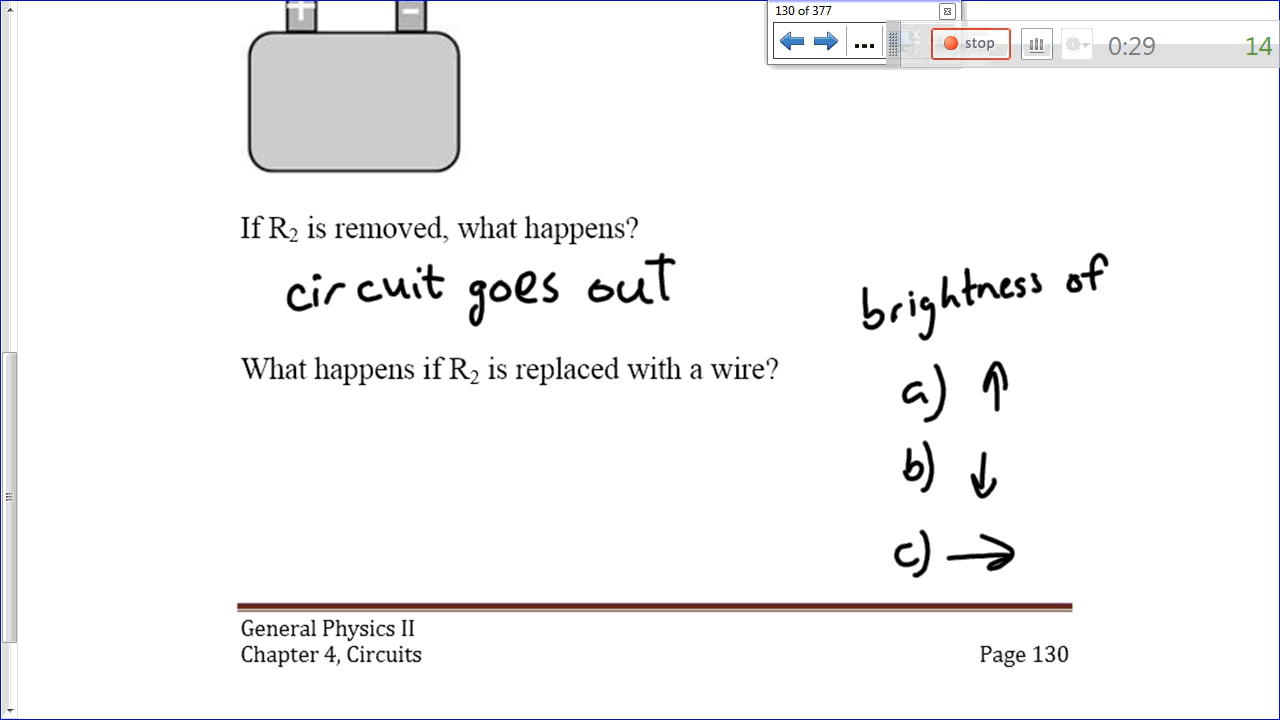 130 of 377
... stop 0:29 14
+ -
If R₂ is removed, what happens?
circuit goes out
brightness of
What happens if R₂ is replaced with a wire?
a) ↑
b) ↓
c) →
General Physics II
Chapter 4, Circuits Page 130